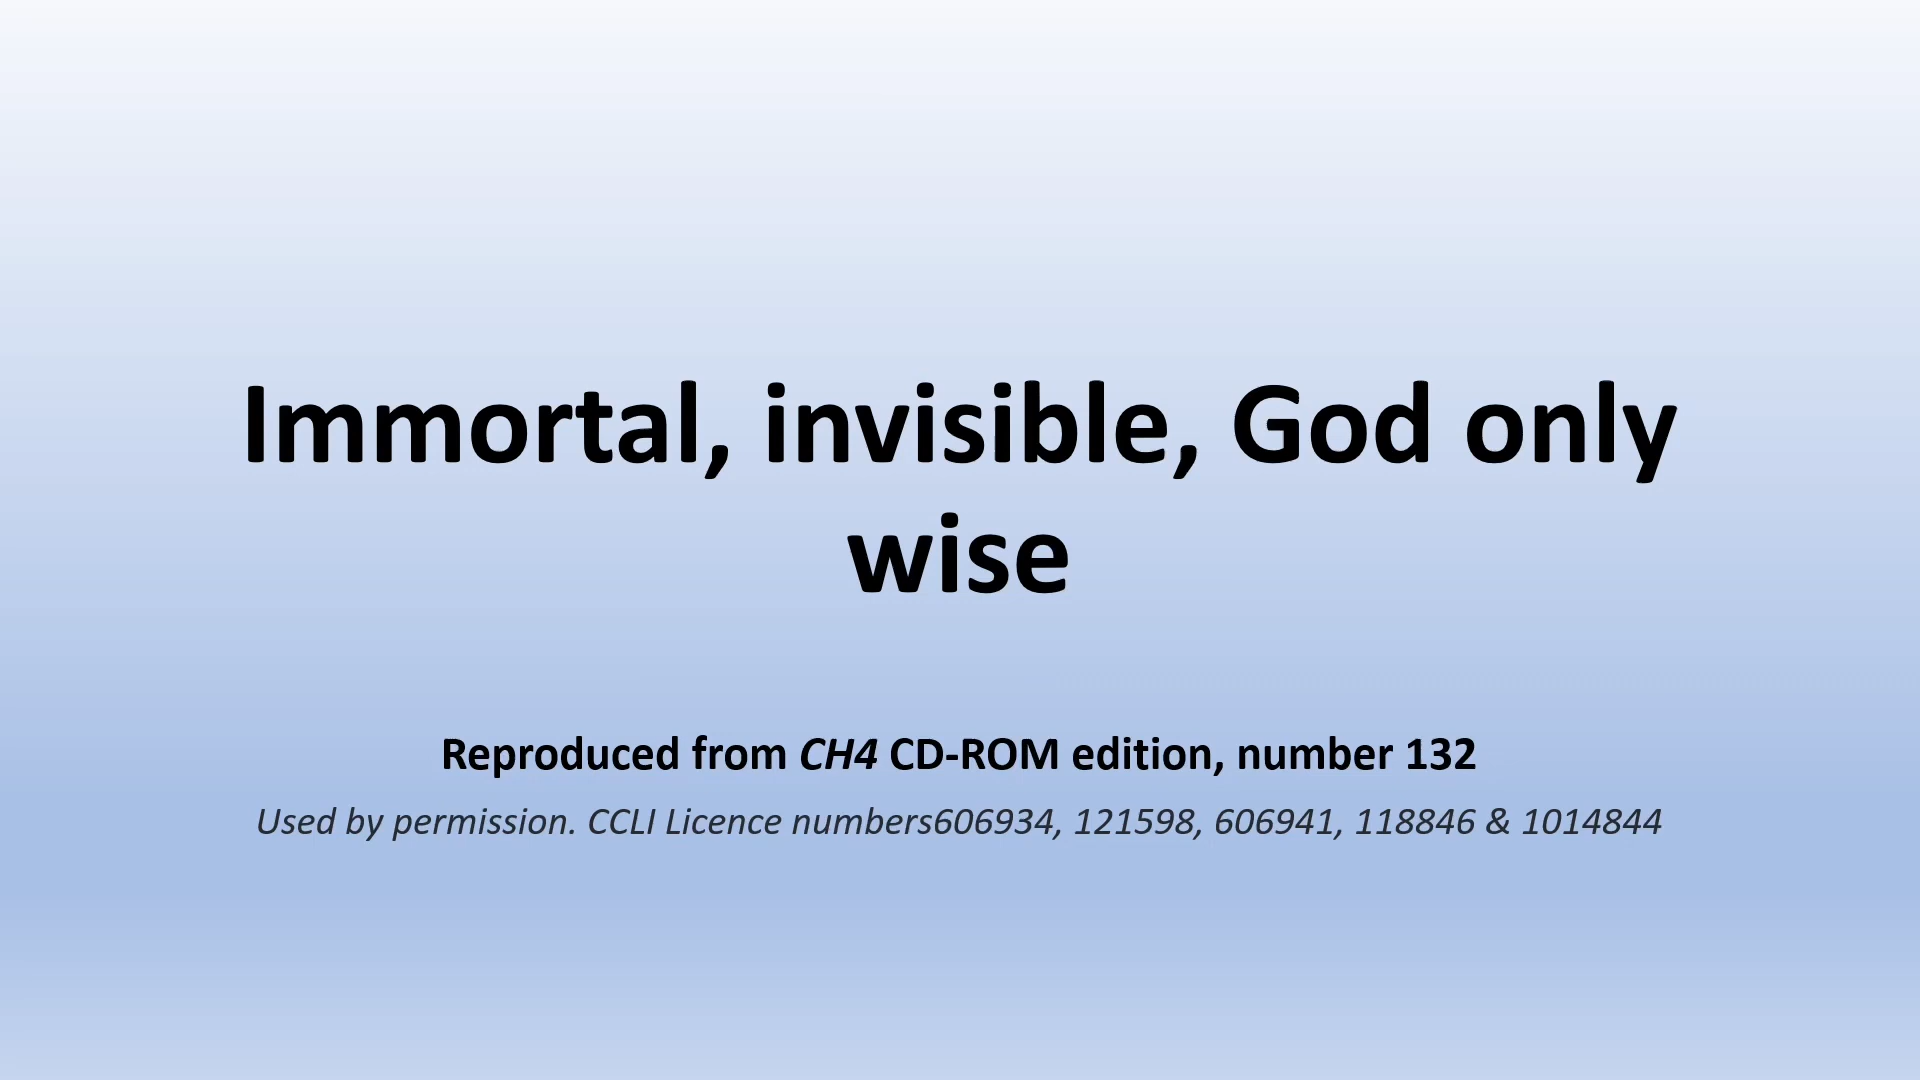 Immortal, invisible, God only
wise
Reproduced from CH4 CD-ROM edition, number 132
Used by permission. CCLI Licence numbers606934, 121598, 606941, 118846 & 1014844